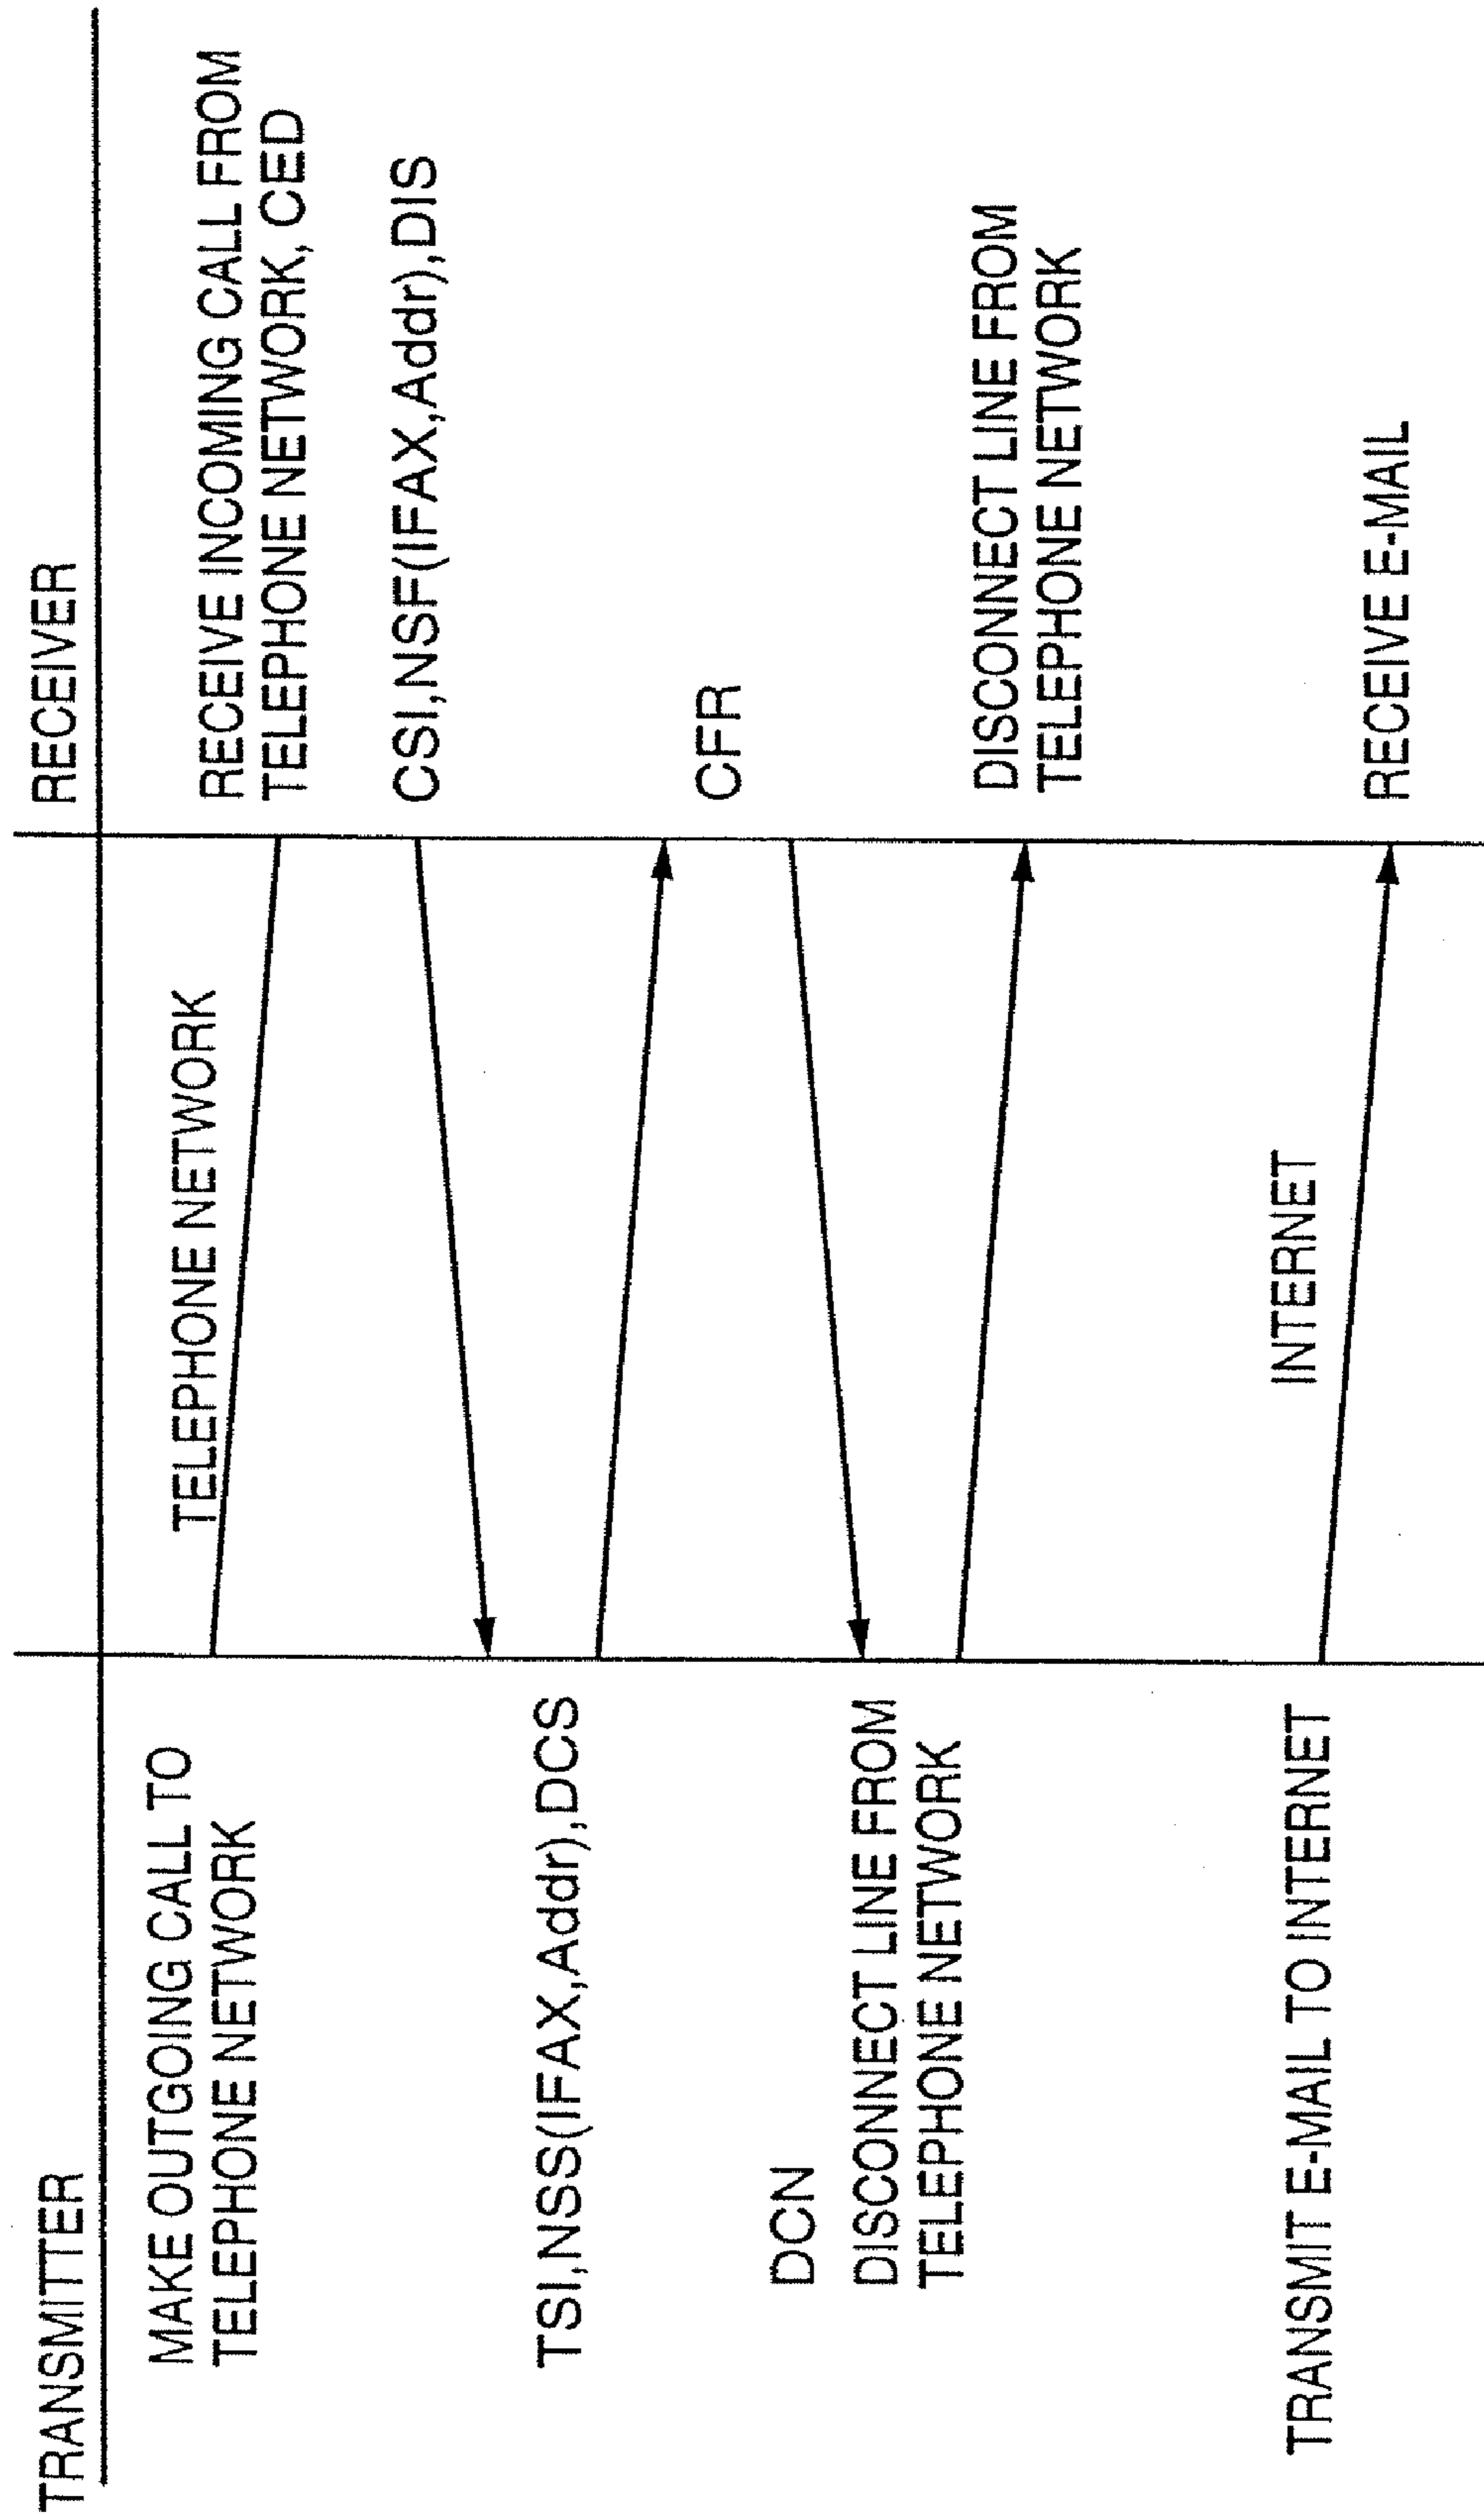 TRANSMITTER
RECEIVER
MAKE OUTGOING CALL TO
TELEPHONE NETWORK
TELEPHONE NETWORK
RECEIVE INCOMING CALL FROM
TELEPHONE NETWORK, CED
CSI,NSF(IFAX,Addr),DIS
TSI,NSS(IFAX,Addr),DCS
CFR
DCN
DISCONNECT LINE FROM
TELEPHONE NETWORK
DISCONNECT LINE FROM
TELEPHONE NETWORK
TRANSMIT E-MAIL TO INTERNET
INTERNET
RECEIVE E-MAIL